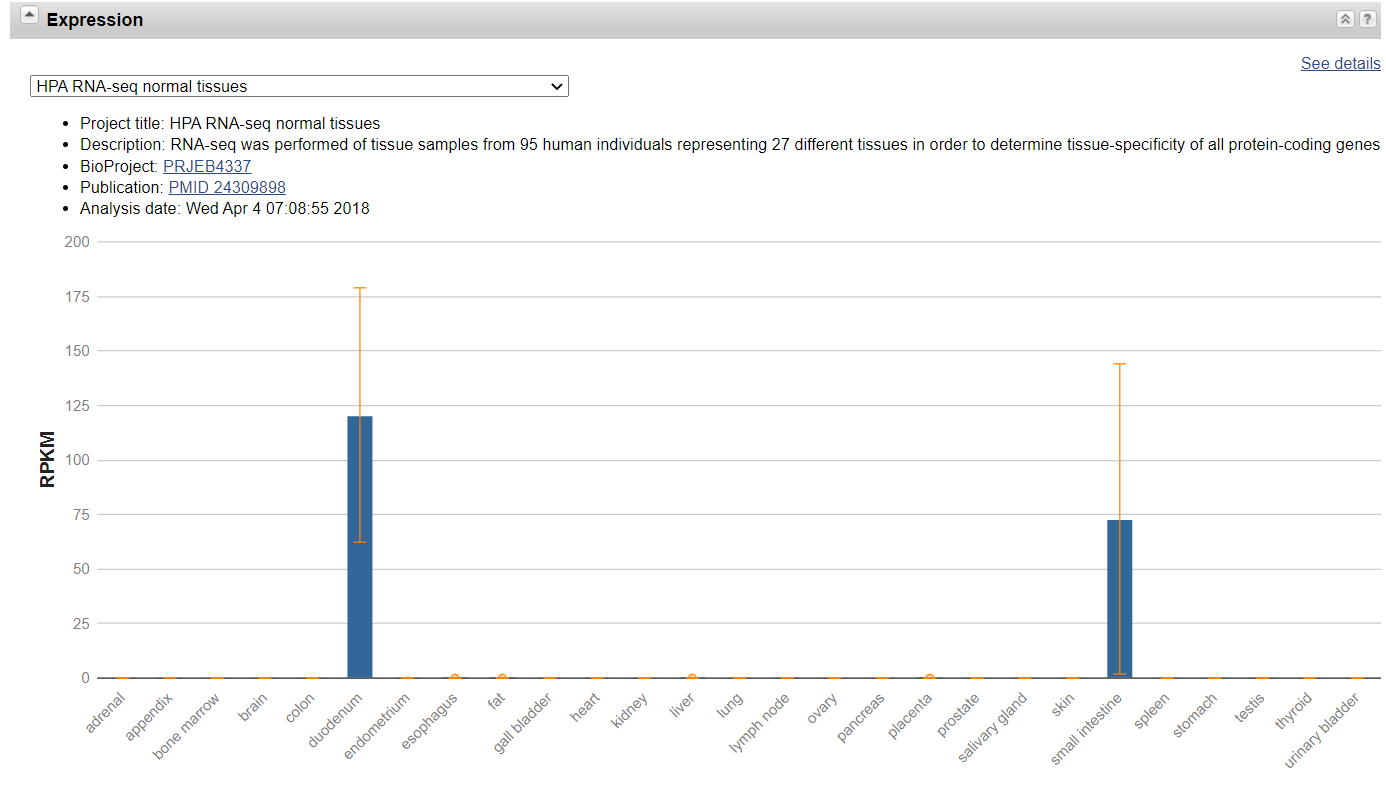 Expression
?
See details
HPA RNA-seq normal tissues
Project title: HPA RNA-seq normal tissues
Description: RNA-seq was performed of tissue samples from 95 human individuals representing 27 different tissues in order to determine tissue-specificity of all protein-coding genes
BioProject: PRJEB4337
Publication: PMID 24309898
Analysis date: Wed Apr 4 07:08:55 2018
200
175
150
125
100
75
50
25
0
RPKM
adrenal
appendix
bone marrow
brain
colon
duodenum
endometrium
esophagus
fat
gall bladder
heart
kidney
liver
lung
lymph node
ovary
pancreas
placenta
prostate
salivary gland
skin
small intestine
spleen
stomach
testis
thyroid
urinary bladder